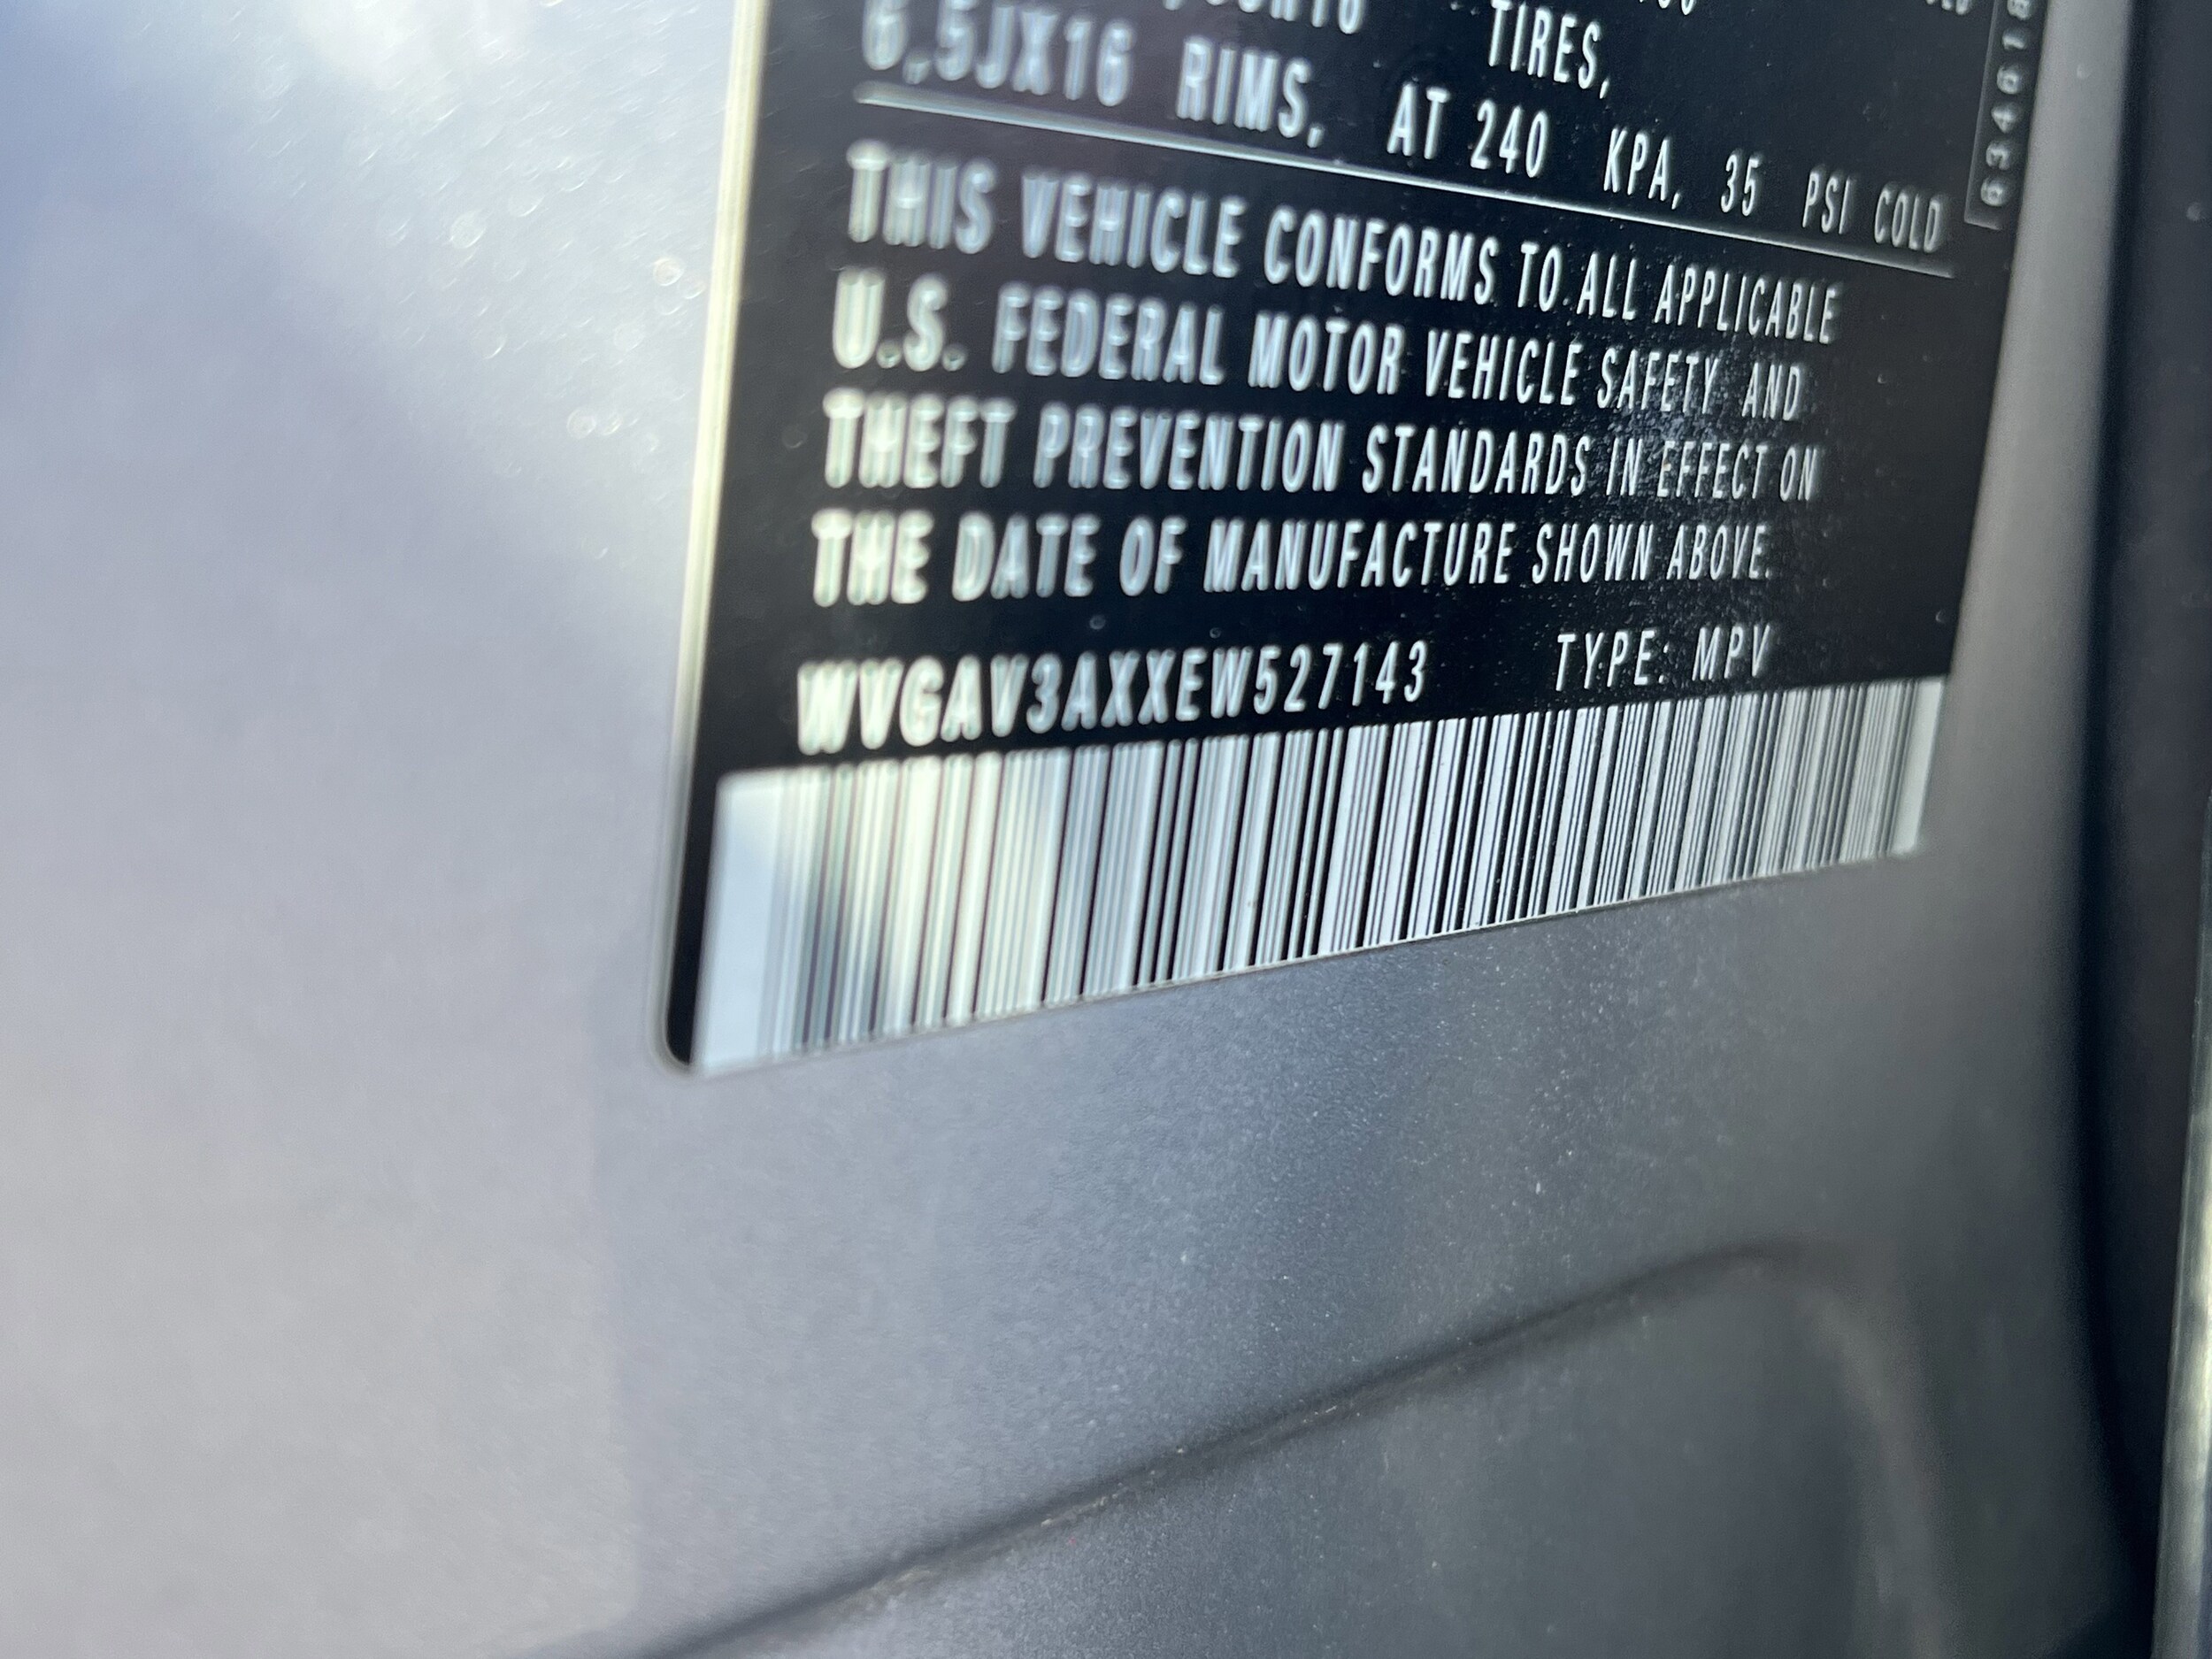 TIRES,
6,5JX16 RIMS, AT 240 KPA, 35 PSI COLD
THIS VEHICLE CONFORMS TO ALL APPLICABLE
U.S. FEDERAL MOTOR VEHICLE SAFETY AND
THEFT PREVENTION STANDARDS IN EFFECT ON
THE DATE OF MANUFACTURE SHOWN ABOVE.
WVGAV3AXXEW527143 TYPE: MPV